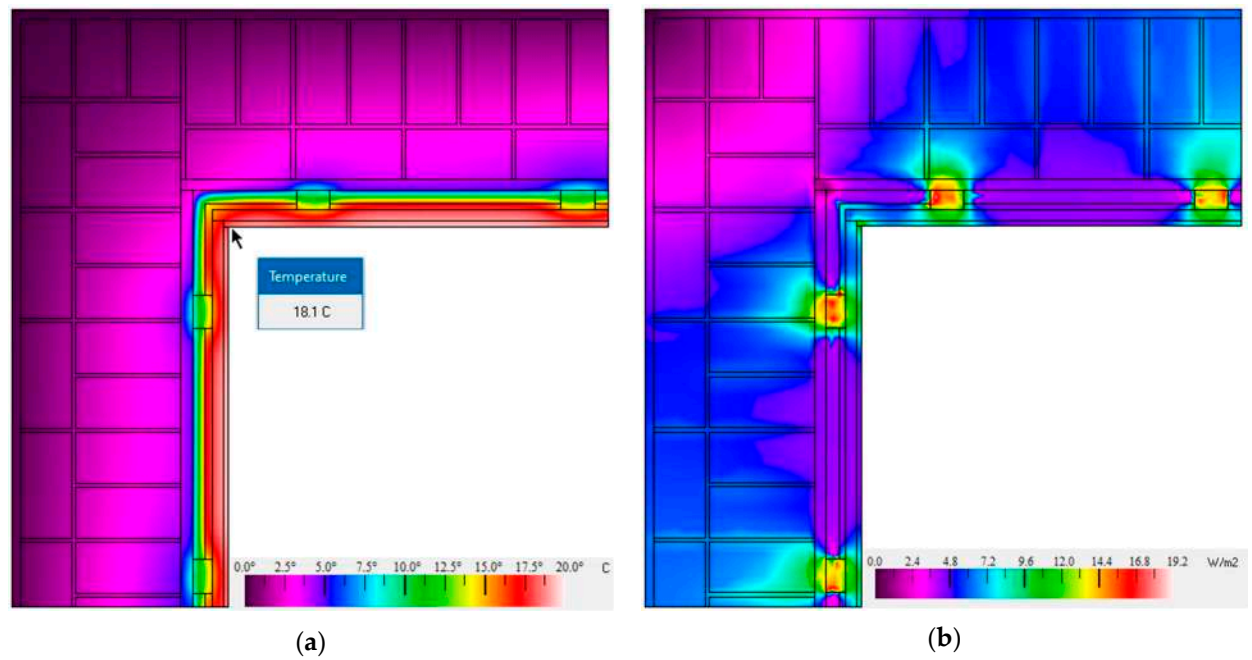 Temperature
18.1 C
0.0° 2.5° 5.0° 7.5° 10.0° 12.5° 15.0° 17.5° 20.0° C
0.0 2.4 4.8 7.2 9.6 12.0 14.4 16.8 19.2 W/m2
(a)
(b)